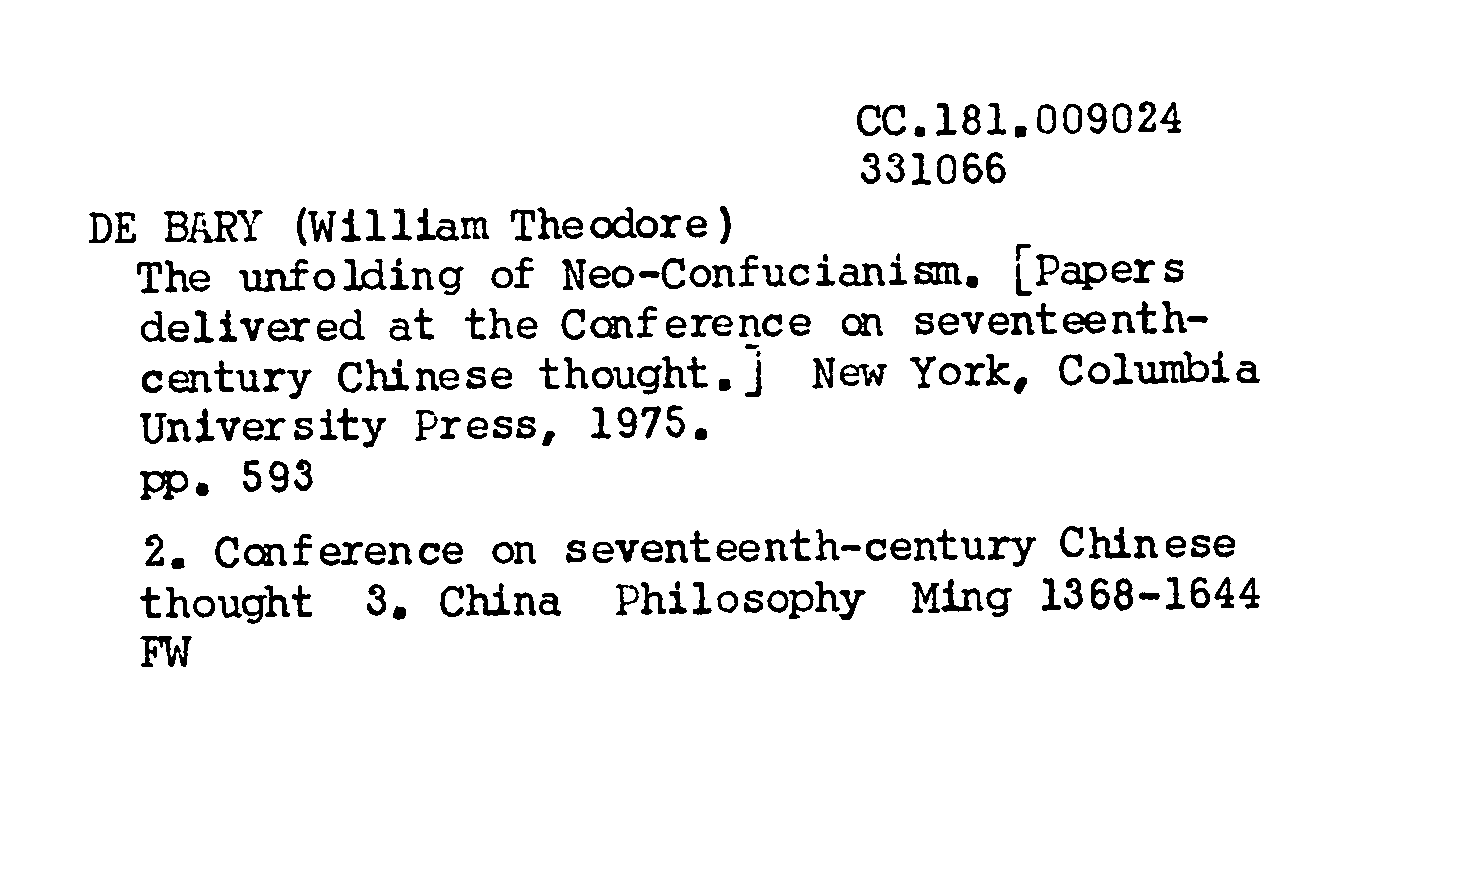 CC.181.009024
331066
DE BARY (William Theodore)
The unfolding of Neo-Confucianism. [Papers
delivered at the Conference on seventeenth-
century Chinese thought.] New York, Columbia
University Press, 1975.
pp. 593
2. Conference on seventeenth-century Chinese
thought 3. China Philosophy Ming 1368-1644
FW